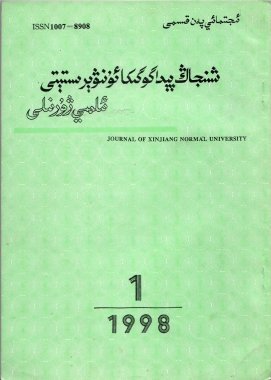 ISSN1007—8908
ئىجتىمائىي پەن قىسمى
شىنجاڭ پېداگوگىكا ئۇنىۋېرسىتېتى
ئىلمىي ژۇرنىلى
JOURNAL OF XINJIANG NORMAL UNIVERSITY
1
1998